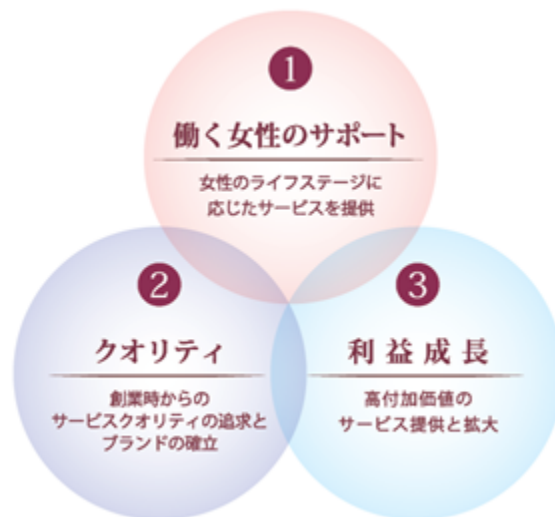 1
働く女性のサポート
女性のライフステージに
応じたサービスを提供
2
クオリティ
創業時からの
サービスクオリティの追求と
ブランドの確立
3
利益成長
高付加価値の
サービス提供と拡大